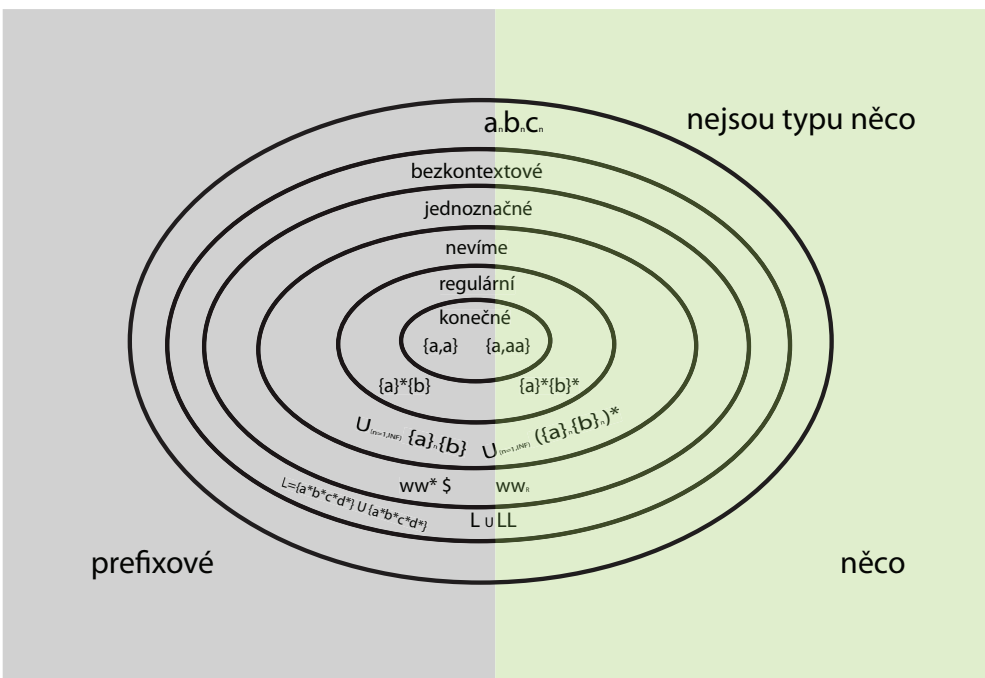 aₙbₙcₙ
nejsou typu něco
bezkontextové
jednoznačné
nevíme
regulární
konečné
{a,a} {a,aa}
{a}*{b} {a}*{b}*
U(n=1,INF) {a}ₙ{b} U(n=1,INF) ({a}ₙ{b}ₙ)*
ww* $ wwR
L={a*b*c*d*} U {a*b*c*d*} L ∪ LL
prefixové něco